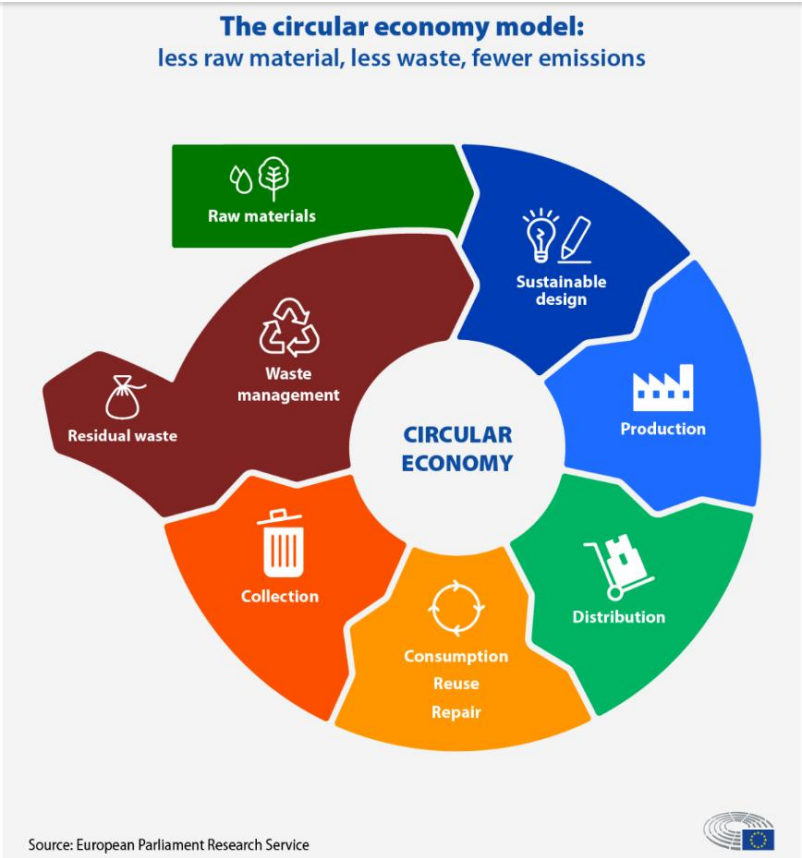 The circular economy model:
less raw material, less waste, fewer emissions
Raw materials
Sustainable
design
Production
Distribution
Consumption
Reuse
Repair
Collection
Waste
management
Residual waste
CIRCULAR
ECONOMY
Source: European Parliament Research Service